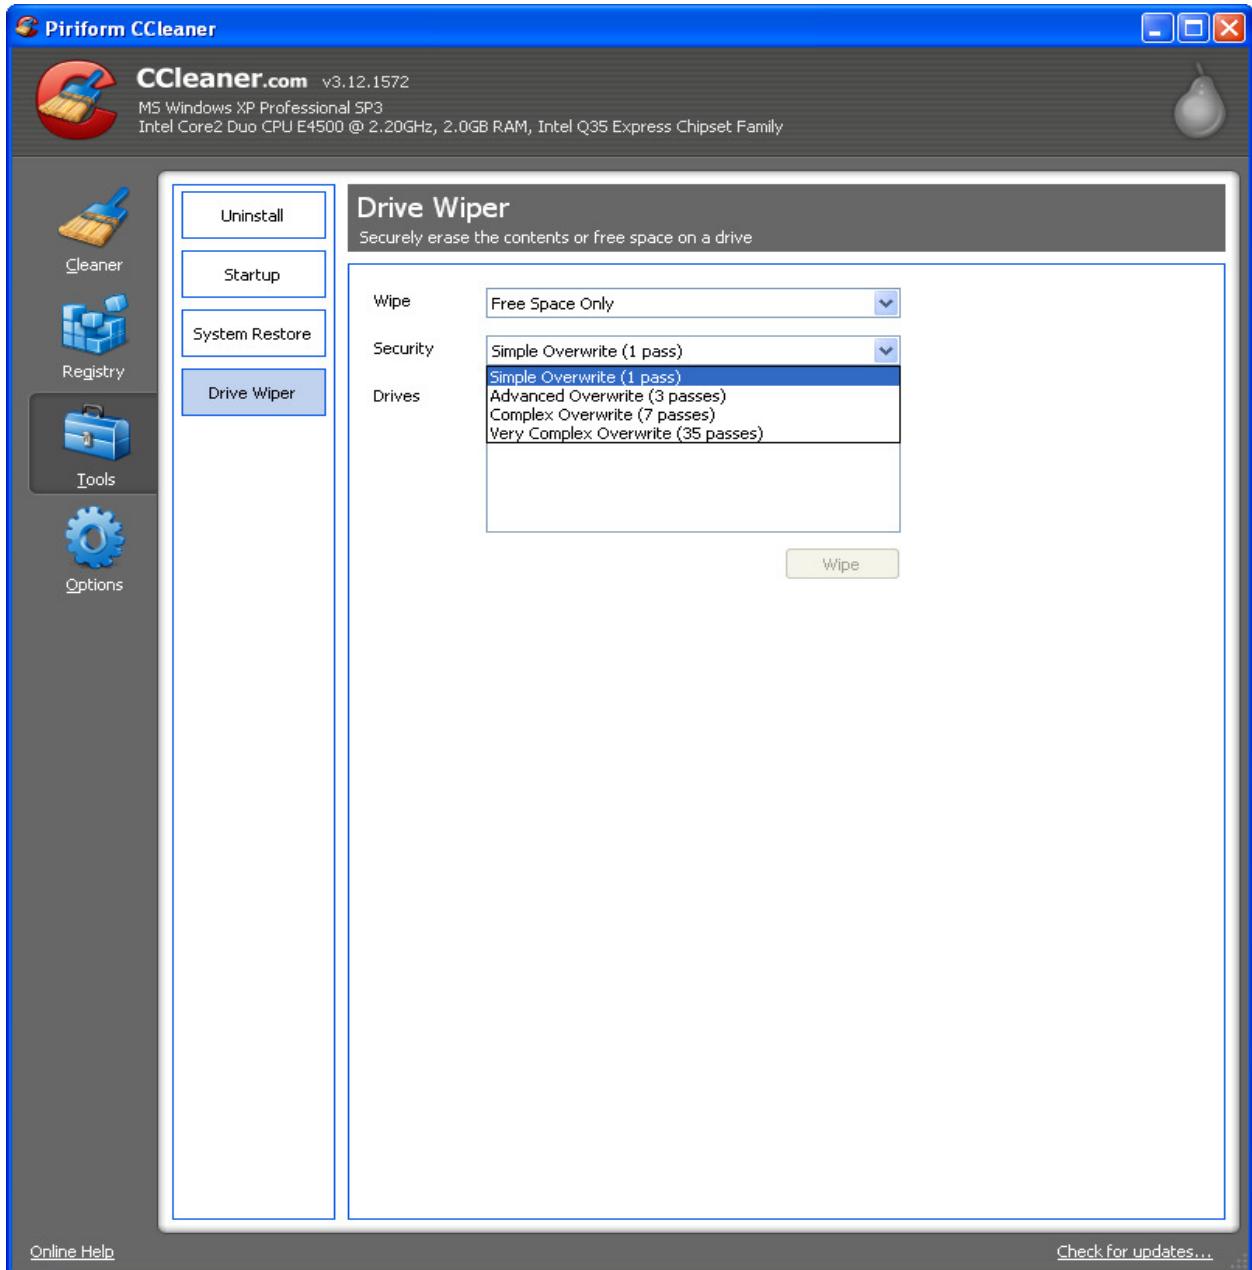 Piriform CCleaner
CCleaner.com v3.12.1572
MS Windows XP Professional SP3
Intel Core2 Duo CPU E4500 @ 2.20GHz, 2.0GB RAM, Intel Q35 Express Chipset Family
Cleaner
Registry
Tools
Options
Uninstall
Startup
System Restore
Drive Wiper
Drive Wiper
Securely erase the contents or free space on a drive
Wipe
Free Space Only
Security
Simple Overwrite (1 pass)
Simple Overwrite (1 pass)
Advanced Overwrite (3 passes)
Complex Overwrite (7 passes)
Very Complex Overwrite (35 passes)
Drives
Wipe
Online Help
Check for updates...